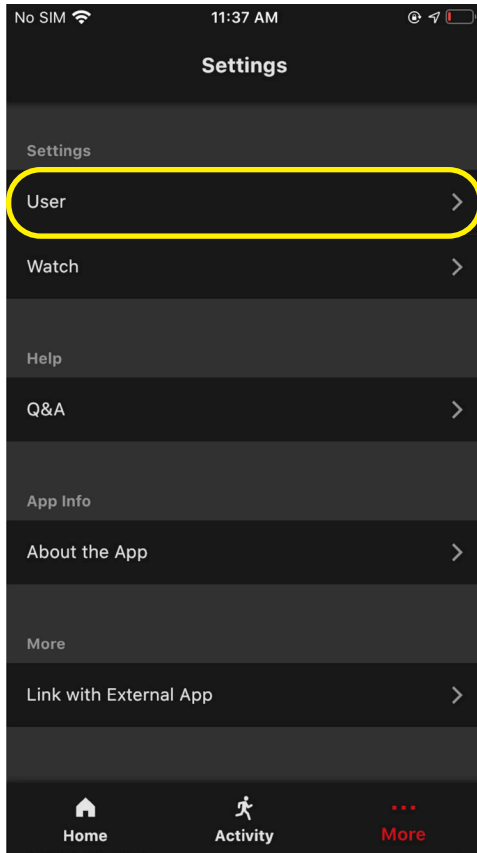 No SIM 11:37 AM
Settings
Settings
User
Watch
Help
Q&A
App Info
About the App
More
Link with External App
Home Activity More